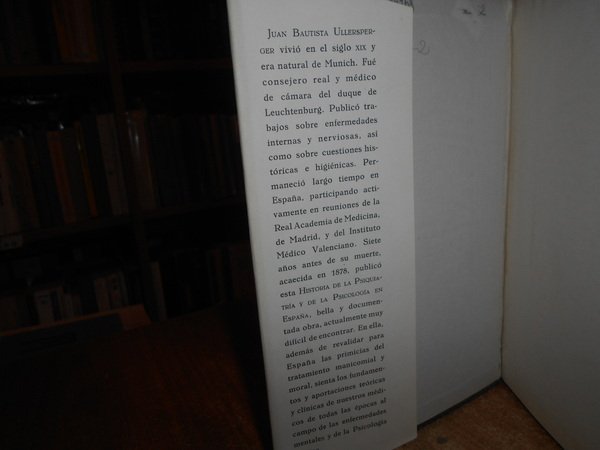 JUAN BAUTISTA ULLERSPER-
GER vivió en el siglo XIX y
era natural de Munich. Fué
consejero real y médico
de cámara del duque de
Leuchtenburg. Publicó tra-
bajos sobre enfermedades
internas y nerviosas, así
como sobre cuestiones his-
tóricas e higiénicas. Per-
maneció largo tiempo en
España, participando acti-
vamente en reuniones de la
Real Academia de Medicina,
de Madrid, y del Instituto
Médico Valenciano. Siete
años antes de su muerte,
acaecida en 1878, publicó
esta HISTORIA DE LA PSIQUIA-
TRÍA Y DE LA PSICOLOGÍA EN
ESPAÑA, bella y documen-
tada obra, actualmente muy
difícil de encontrar. En ella,
además de revalidar para
España las primicias del
tratamiento manicomial y
moral, sienta los fundamen-
tos y aportaciones teóricas
y clínicas de nuestros médi-
cos de todas las épocas al
campo de las enfermedades
mentales y de la Psicología
2
2